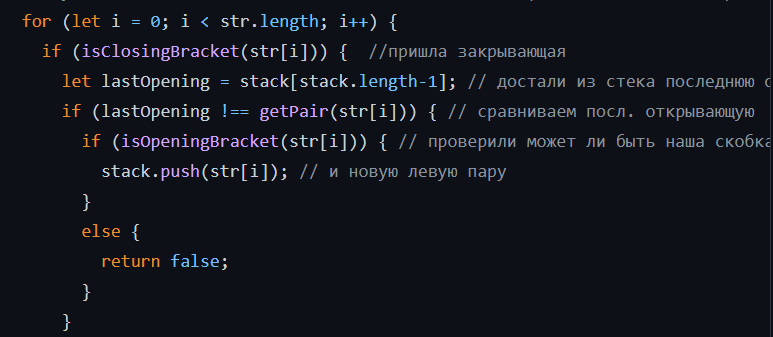 for (let i = 0; i < str.length; i++) {
if (isClosingBracket(str[i])) { //пришла закрывающая
let lastOpening = stack[stack.length-1]; // достали из стека последнюю
if (lastOpening !== getPair(str[i])) { // сравниваем посл. открывающую
if (isOpeningBracket(str[i])) { // проверили может ли быть наша скобка
stack.push(str[i]); // и новую левую пару
}
else {
return false;
}
}